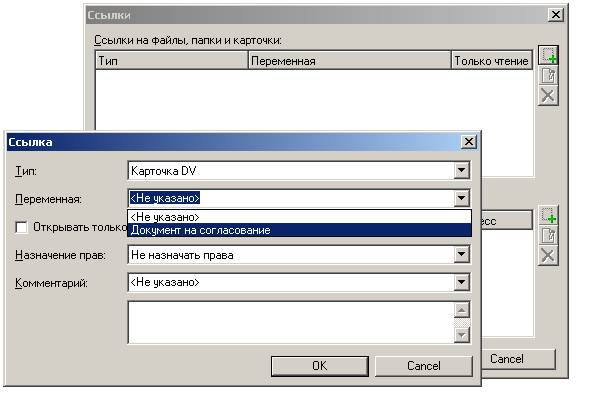 Ссылки
Ссылки на файлы, папки и карточки:
Тип Переменная Только чтение
Ссылка
Тип: Карточка DV
Переменная: <Не указано>
<Не указано>
Открывать только
Документ на согласование
Назначение прав: Не назначать права
Комментарий: <Не указано>
OK Cancel
Cancel